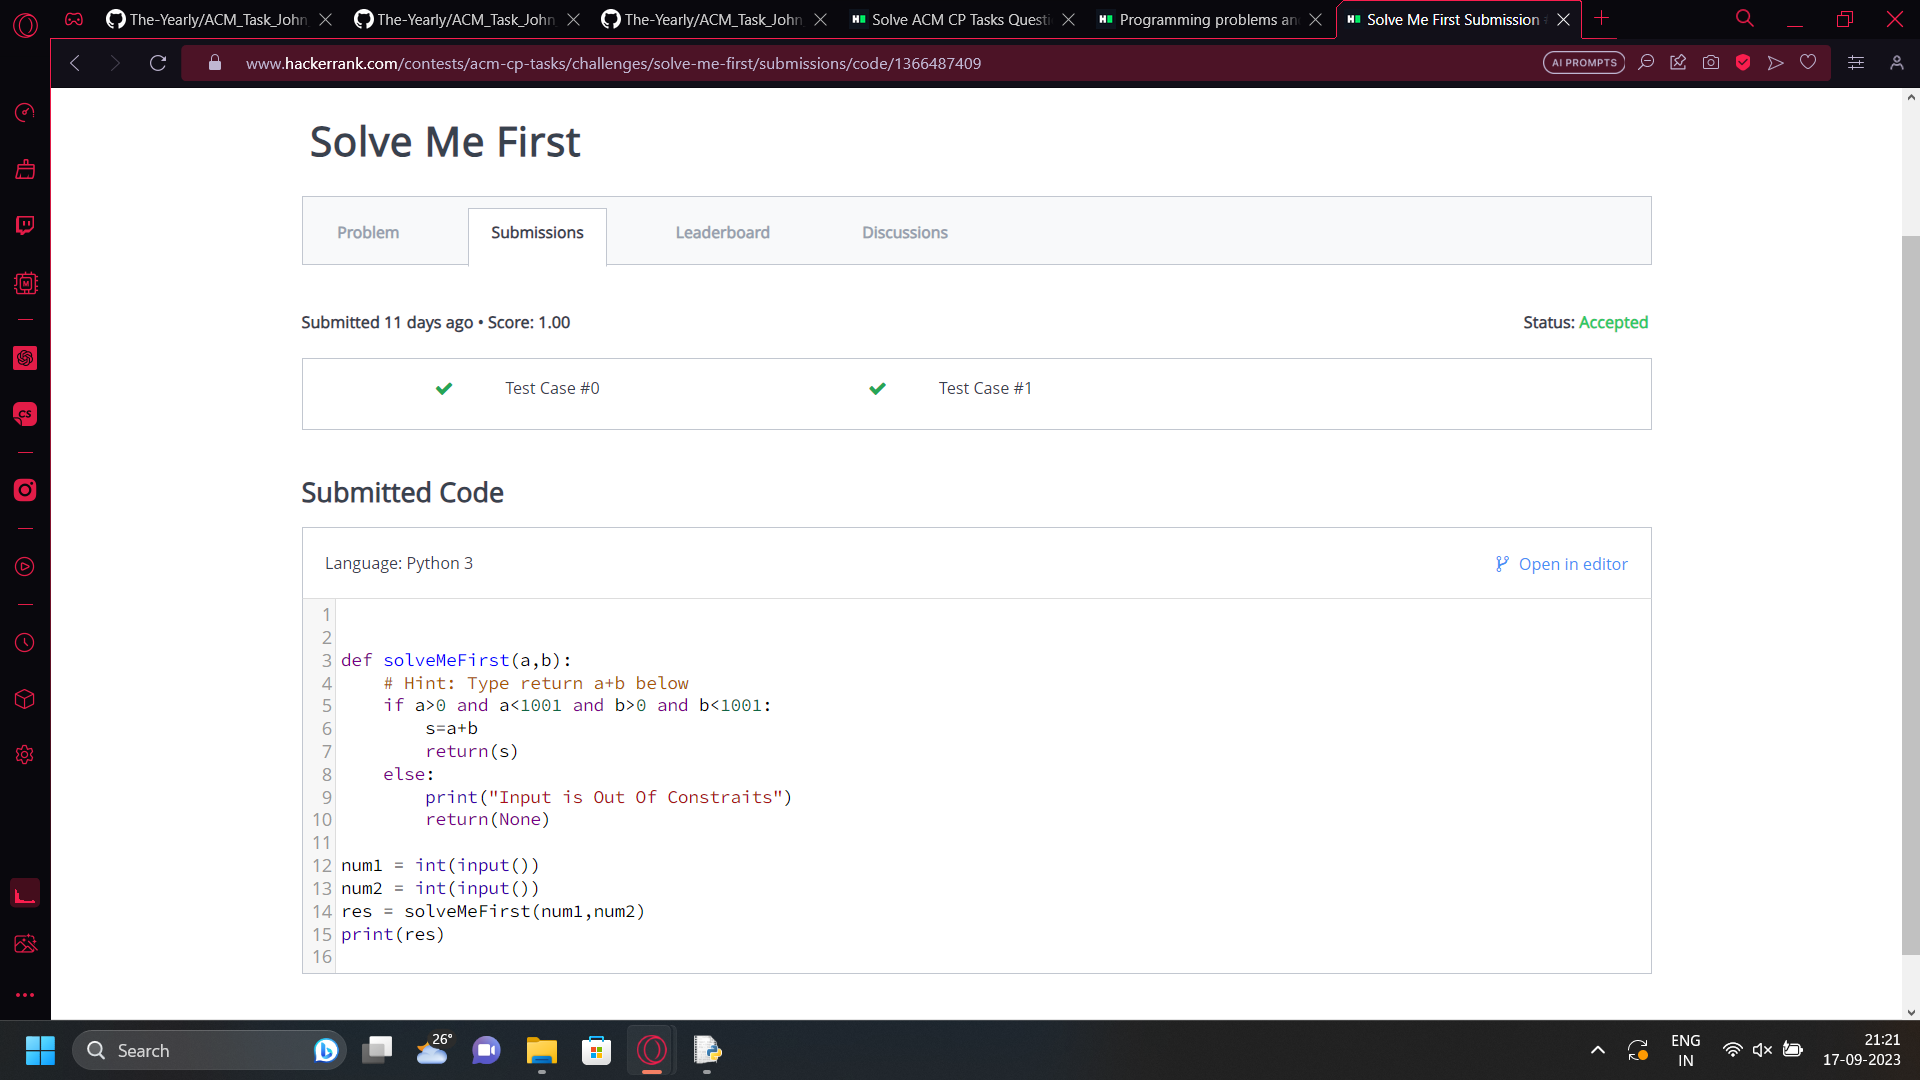 The-Yearly/ACM_Task_John
The-Yearly/ACM_Task_John
The-Yearly/ACM_Task_John
Solve ACM CP Tasks Questi
Programming problems an
Solve Me First Submission
www.hackerrank.com/contests/acm-cp-tasks/challenges/solve-me-first/submissions/code/1366487409
AI PROMPTS
Solve Me First
Problem
Submissions
Leaderboard
Discussions
Submitted 11 days ago • Score: 1.00
Status: Accepted
Test Case #0
Test Case #1
Submitted Code
Language: Python 3
Open in editor
1
2
3 def solveMeFirst(a,b):
4 # Hint: Type return a+b below
5 if a>0 and a<1001 and b>0 and b<1001:
6 s=a+b
7 return(s)
8 else:
9 print("Input is Out Of Constraits")
10 return(None)
11
12 num1 = int(input())
13 num2 = int(input())
14 res = solveMeFirst(num1,num2)
15 print(res)
16
Search
26°
ENG
IN
21:21
17-09-2023